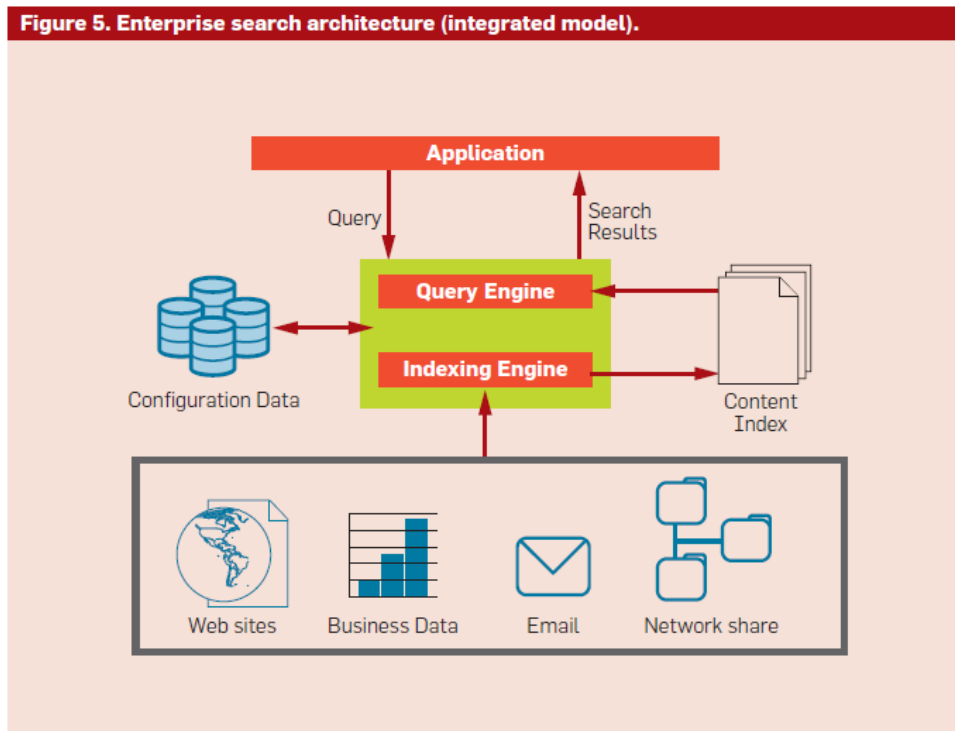 Figure 5. Enterprise search architecture (integrated model).
Application
Query
Search
Results
Query Engine
Indexing Engine
Configuration Data
Content
Index
Web sites
Business Data
Email
Network share